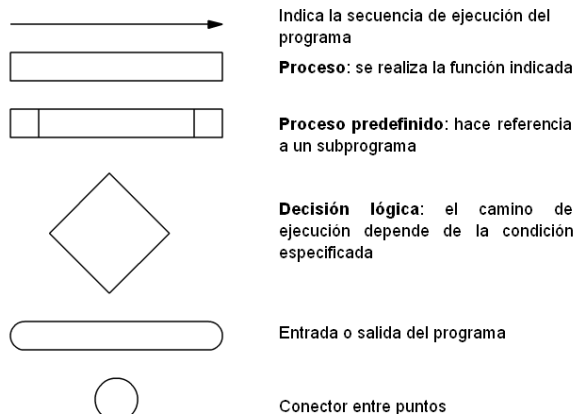 Indica la secuencia de ejecución del
programa
Proceso: se realiza la función indicada
Proceso predefinido: hace referencia
a un subprograma
Decisión lógica: el camino de
ejecución depende de la condición
especificada
Entrada o salida del programa
Conector entre puntos